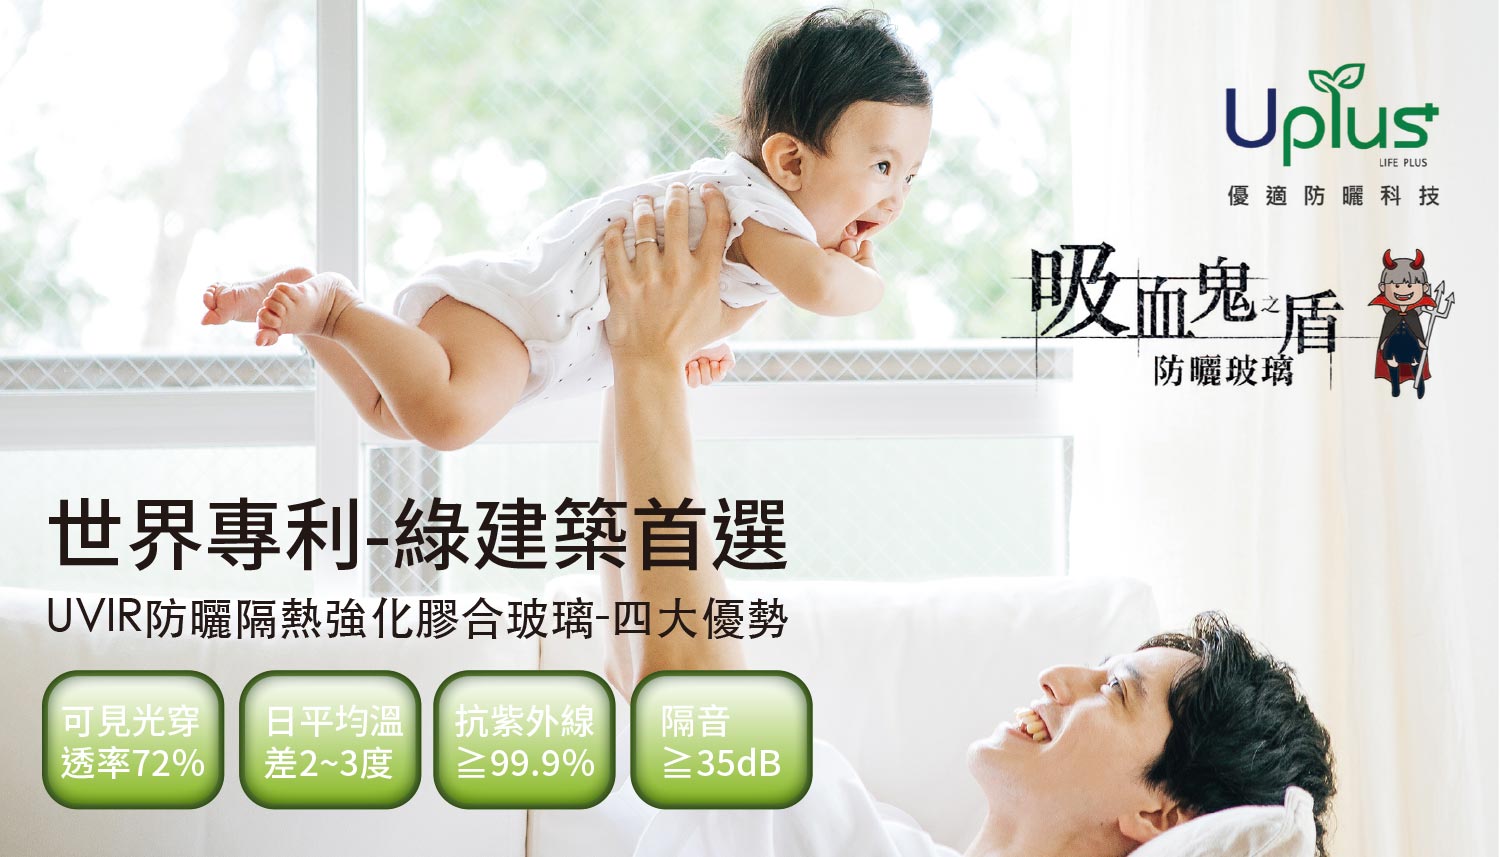 Uplus+
LIFE PLUS
優適防曬科技
吸血鬼之盾
防曬玻璃
世界專利-綠建築首選
UVIR防曬隔熱強化膠合玻璃-四大優勢
可見光穿
透率72%
日平均溫
差2~3度
抗紫外線
≧99.9%
隔音
≧35dB